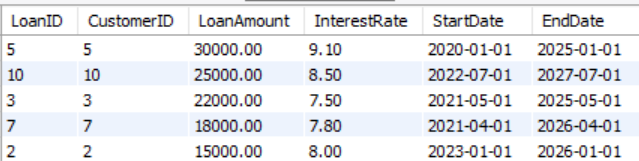 LoanID CustomerID LoanAmount InterestRate StartDate EndDate
5 5 30000.00 9.10 2020-01-01 2025-01-01
10 10 25000.00 8.50 2022-07-01 2027-07-01
3 3 22000.00 7.50 2021-05-01 2025-05-01
7 7 18000.00 7.80 2021-04-01 2026-04-01
2 2 15000.00 8.00 2023-01-01 2026-01-01